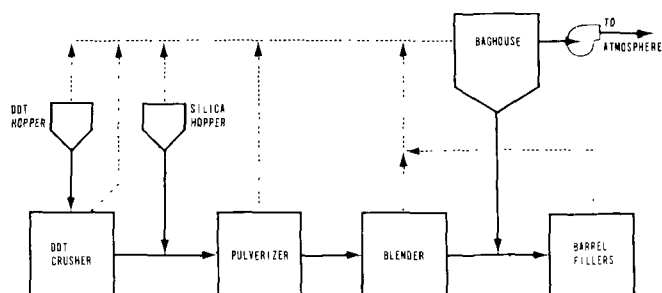 BAGHOUSE
TO
ATMOSPHERE
DDT
HOPPER
SILICA
HOPPER
DDT
CRUSHER
PULVERIZER
BLENDER
BARREL
FILLERS